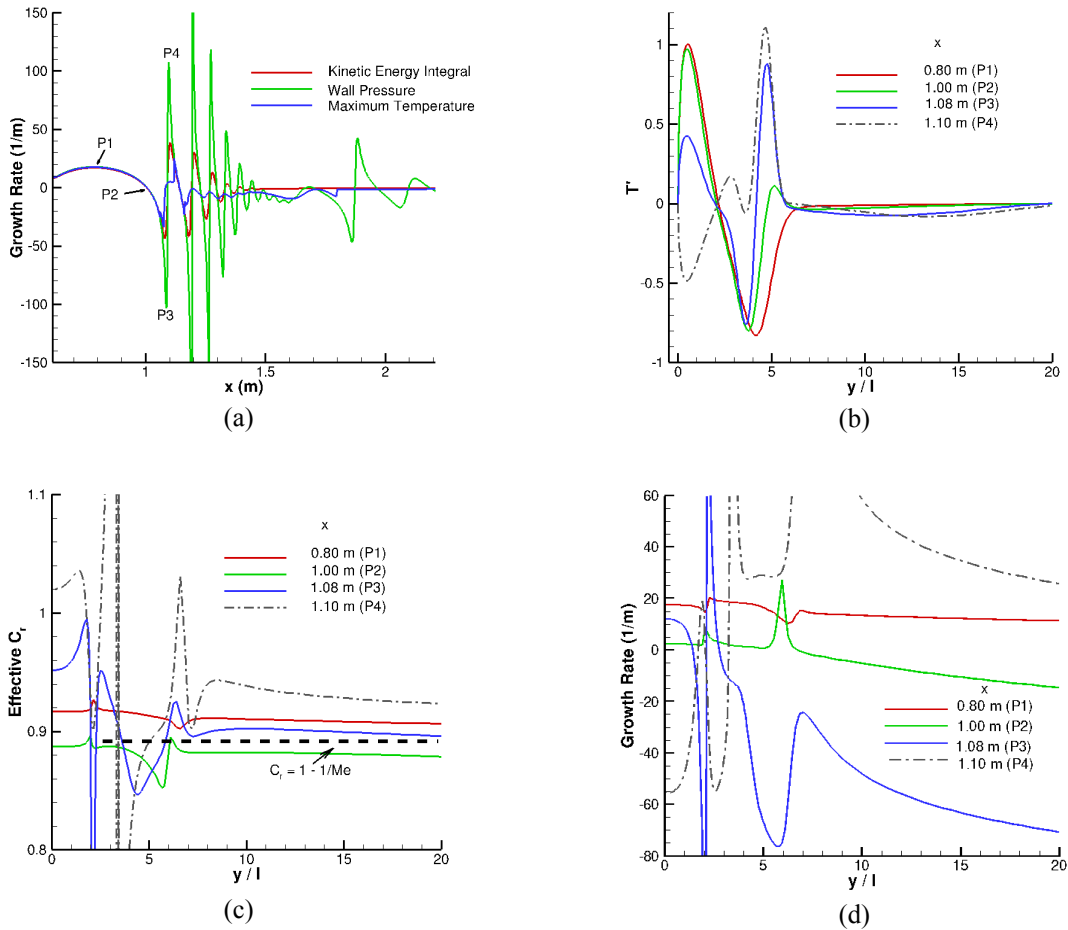 150
100
50
0
-50
-100
-150
Growth Rate (1/m)
P1
P2
P3
P4
Kinetic Energy Integral
Wall Pressure
Maximum Temperature
1
1.5
2
x (m)
(a)
1
0.5
0
-0.5
-1
T'
x
0.80 m (P1)
1.00 m (P2)
1.08 m (P3)
1.10 m (P4)
0
5
10
15
20
y / l
(b)
1.1
1
0.9
0.8
Effective Cr
x
0.80 m (P1)
1.00 m (P2)
1.08 m (P3)
1.10 m (P4)
Cr = 1 - 1/Me
0
5
10
15
20
y / l
(c)
60
40
20
0
-20
-40
-60
-80
Growth Rate (1/m)
x
0.80 m (P1)
1.00 m (P2)
1.08 m (P3)
1.10 m (P4)
0
5
10
15
20
y / l
(d)